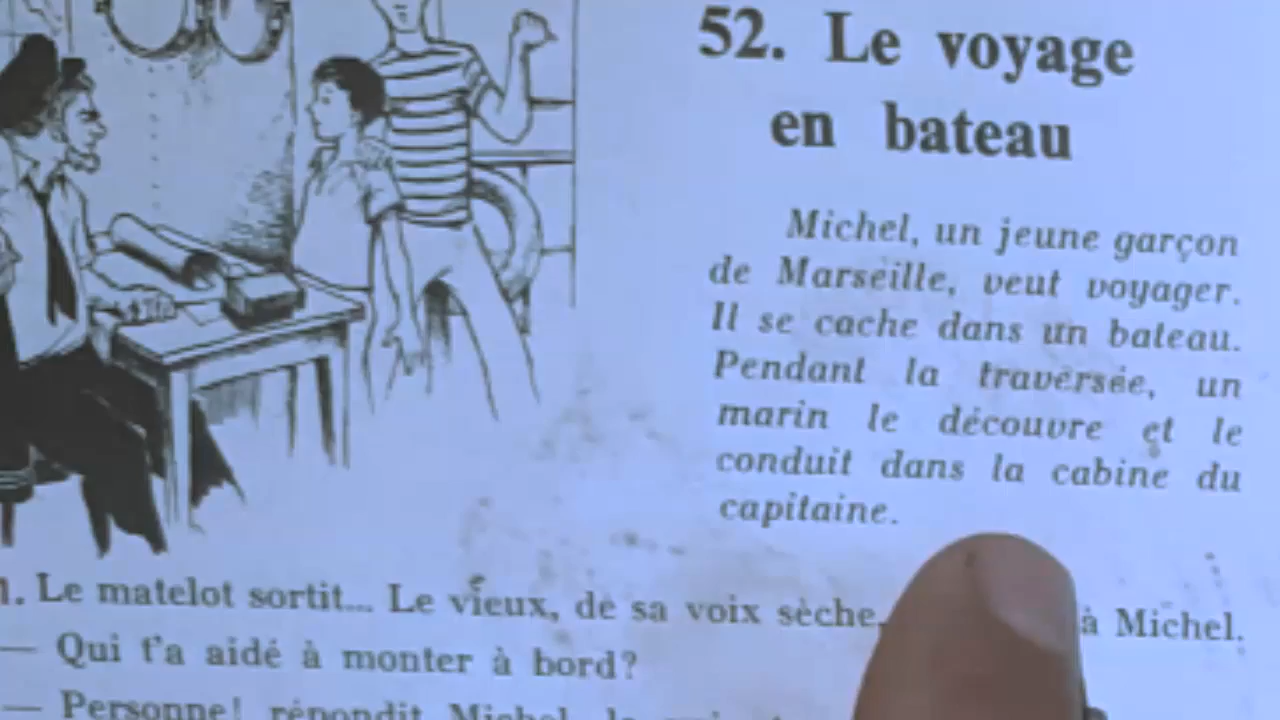 52. Le voyage
en bateau
Michel, un jeune garçon
de Marseille, veut voyager.
Il se cache dans un bateau.
Pendant la traversée, un
marin le découvre et le
conduit dans la cabine du
capitaine.
1. Le matelot sortit... Le vieux, de sa voix sèche, à Michel.
— Qui t'a aidé à monter à bord?
— Personne! répondit Michel